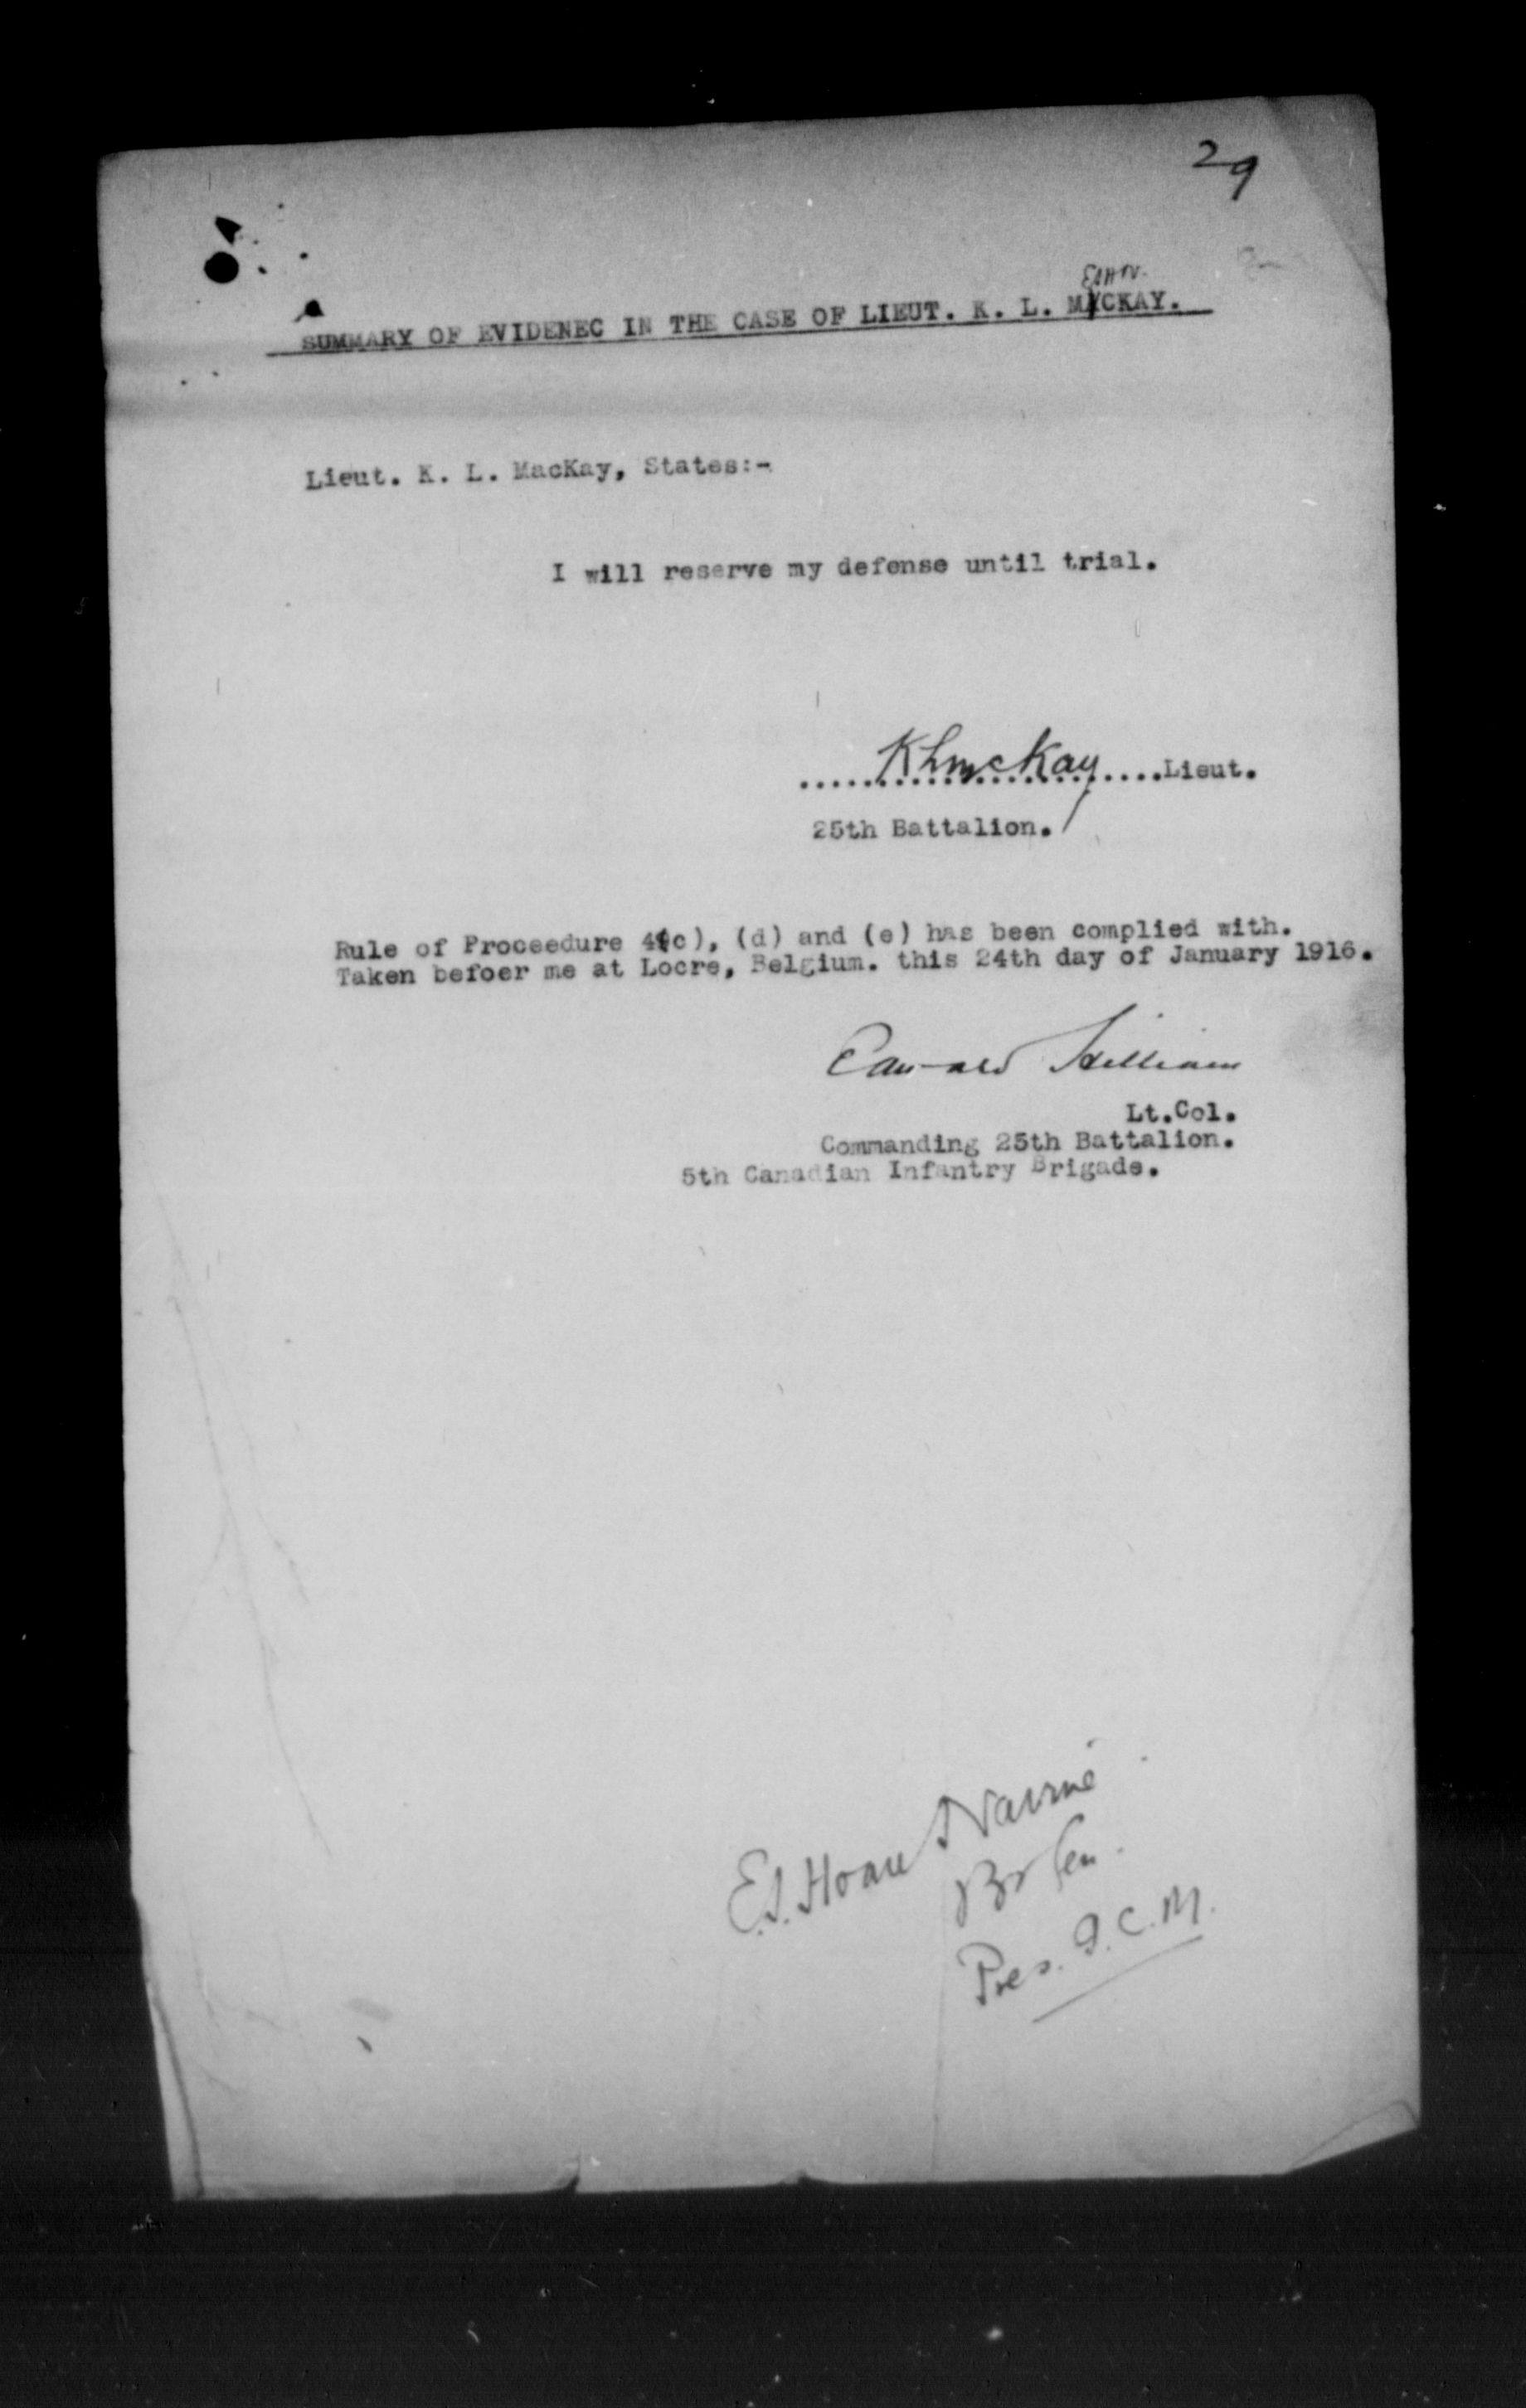 29
EHHN.
SUMMARY OF EVIDENEC IN THE CASE OF LIEUT. K. L. MACKAY.
Lieut. K. L. MacKay, States:-
I will reserve my defense until trial.
.....KLMcKay.....Lieut.
25th Battalion.
Rule of Proceedure 4(c), (d) and (e) has been complied with.
Taken befoer me at Locre, Belgium. this 24th day of January 1916.
Edward Hilliam
Lt.Col.
Commanding 25th Battalion.
5th Canadian Infantry Brigade.
E.S. Hoare Nairne
Br Gen.
Pres. G.C.M.